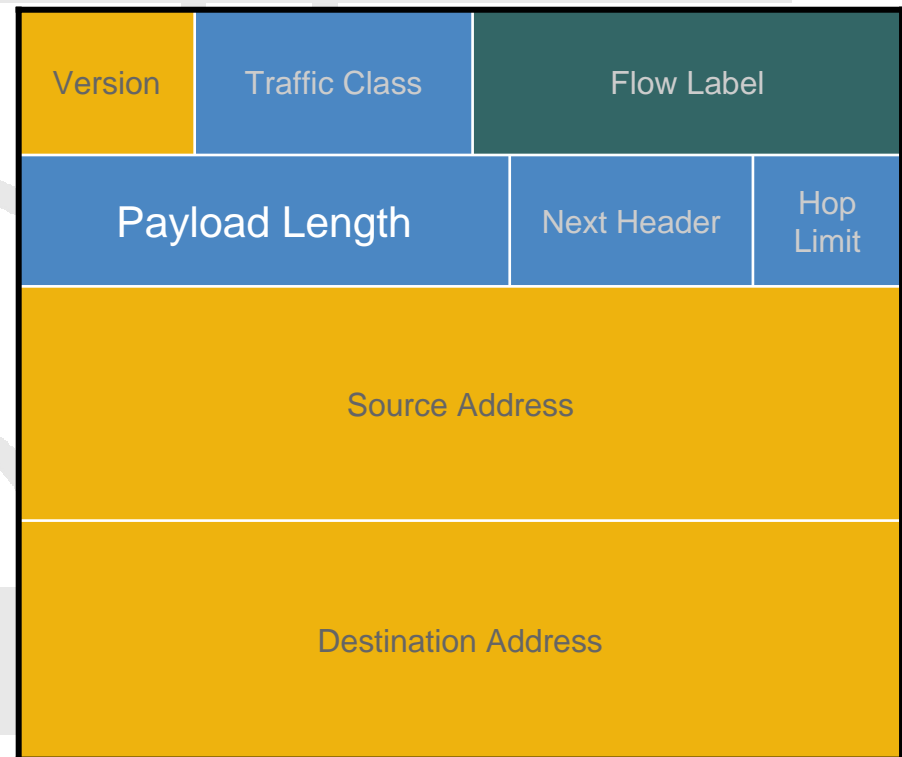 Version
Traffic Class
Flow Label
Payload Length
Next Header
Hop
Limit
Source Address
Destination Address